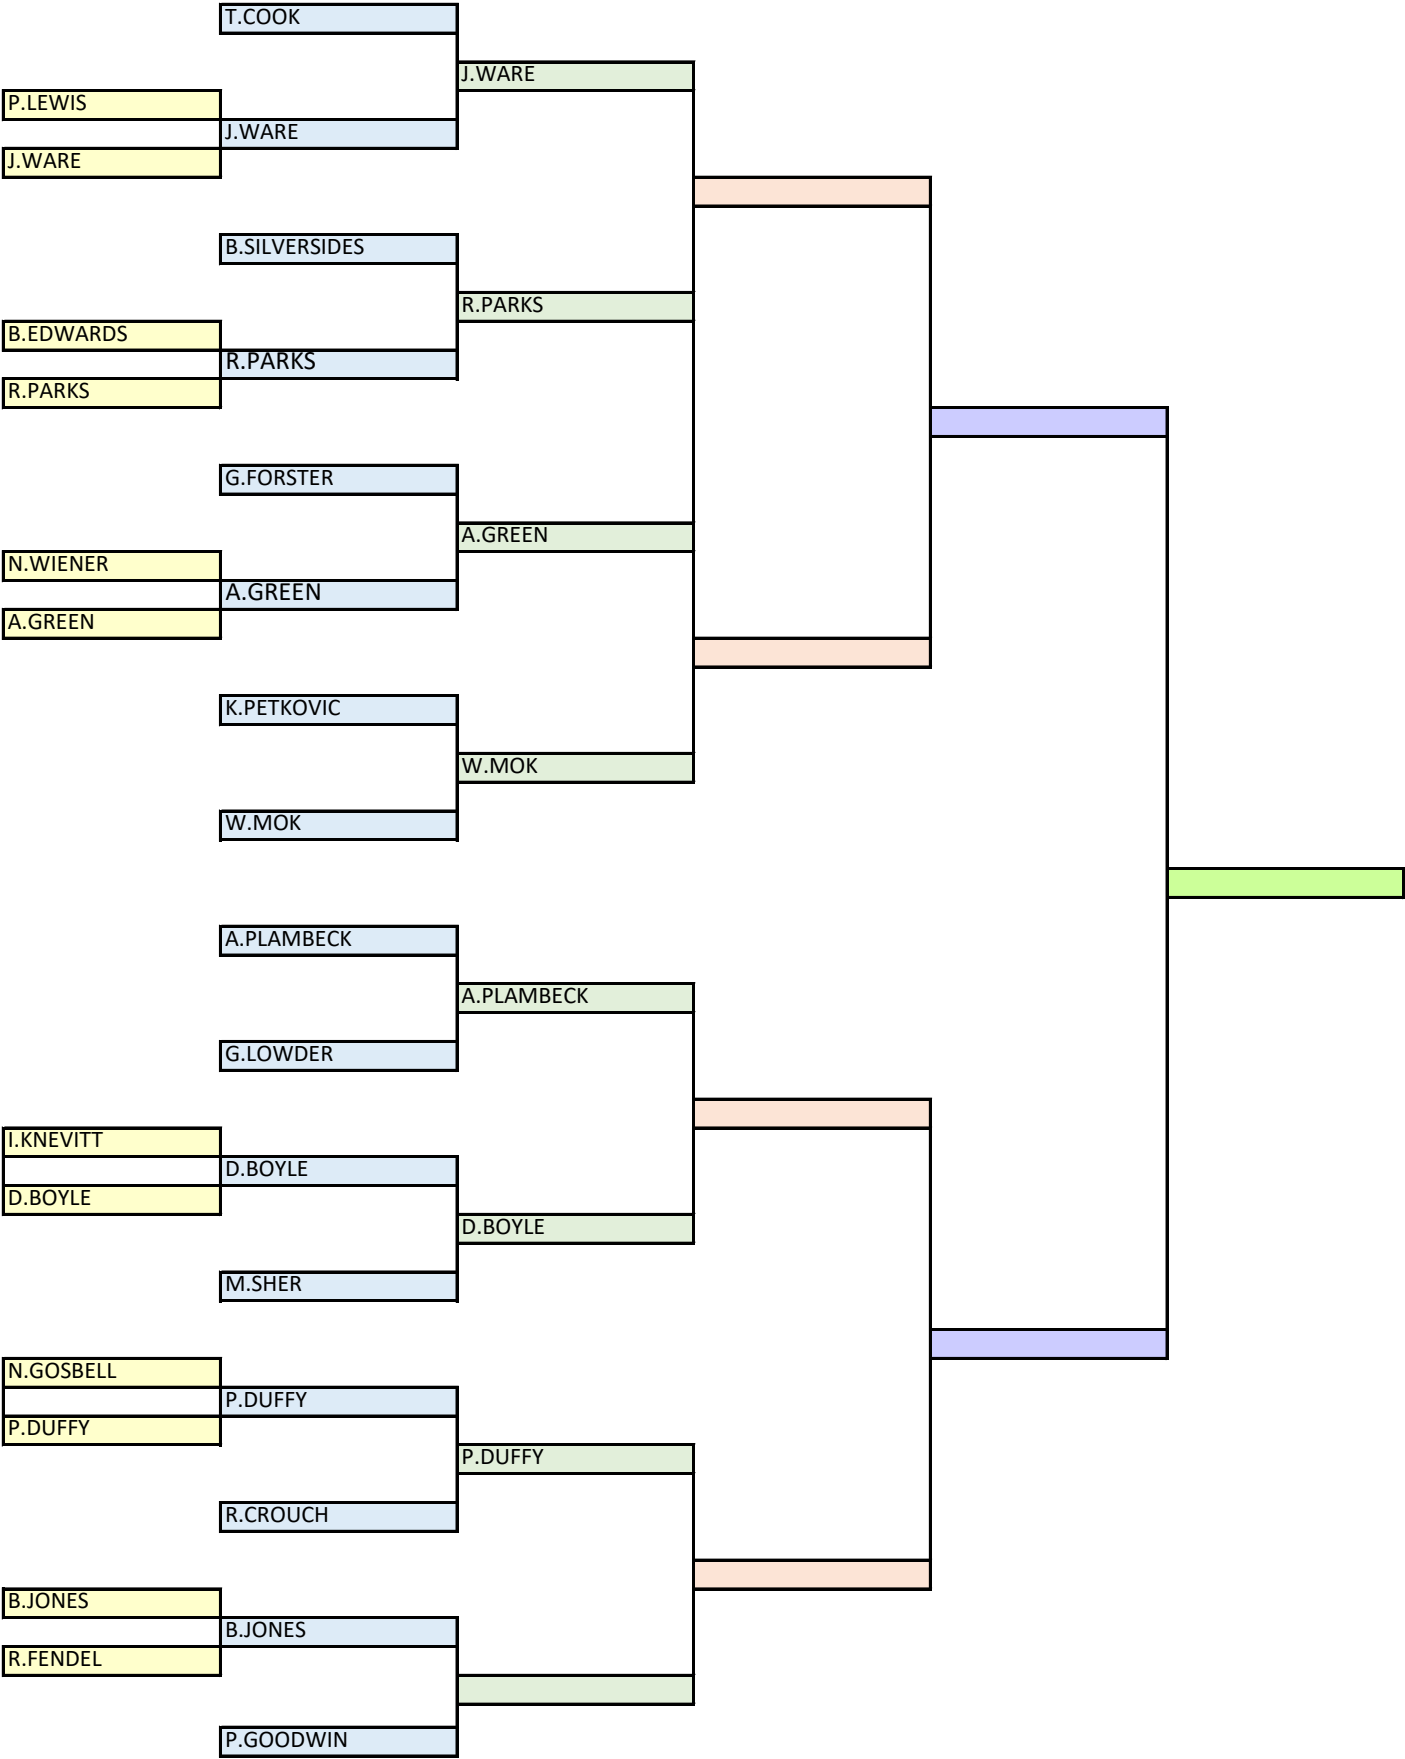 T.COOK
J.WARE
P.LEWIS
J.WARE
J.WARE
B.SILVERSIDES
R.PARKS
B.EDWARDS
R.PARKS
R.PARKS
G.FORSTER
A.GREEN
N.WIENER
A.GREEN
A.GREEN
K.PETKOVIC
W.MOK
W.MOK
A.PLAMBECK
A.PLAMBECK
G.LOWDER
I.KNEVITT
D.BOYLE
D.BOYLE
D.BOYLE
M.SHER
N.GOSBELL
P.DUFFY
P.DUFFY
P.DUFFY
R.CROUCH
B.JONES
B.JONES
R.FENDEL
P.GOODWIN